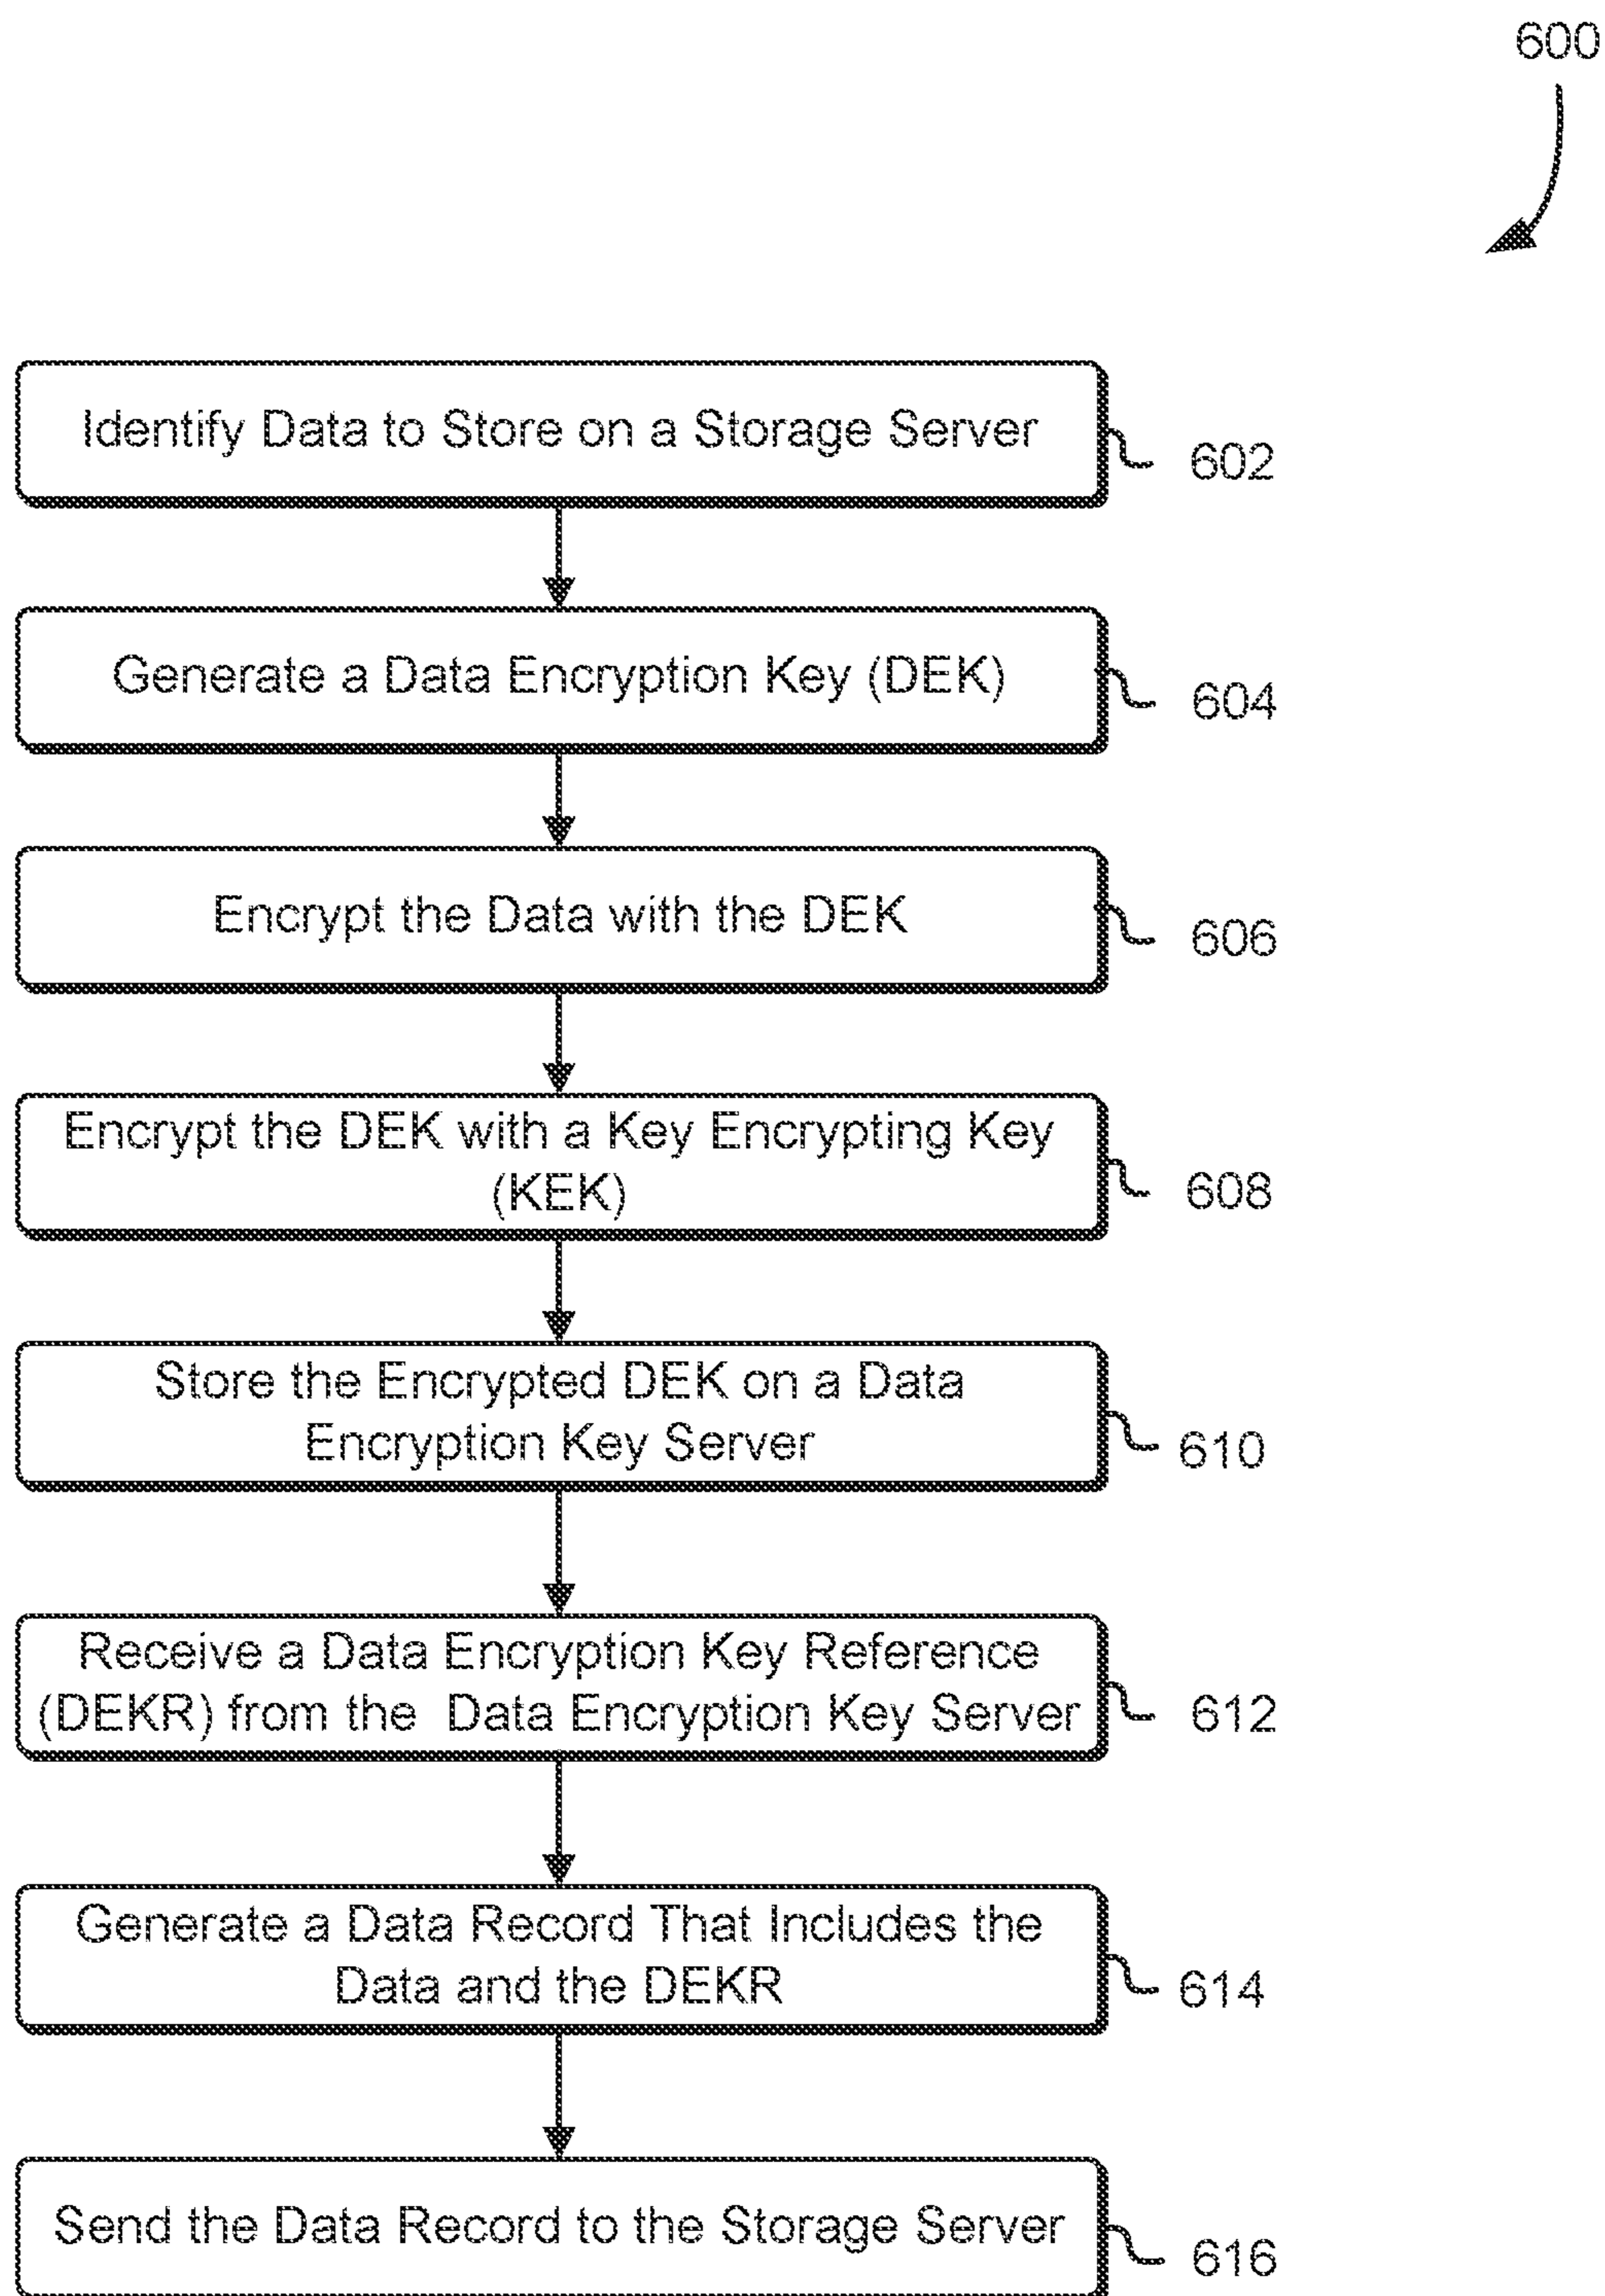 600
Identify Data to Store on a Storage Server
602
Generate a Data Encryption Key (DEK)
604
Encrypt the Data with the DEK
606
Encrypt the DEK with a Key Encrypting Key
(KEK)
608
Store the Encrypted DEK on a Data
Encryption Key Server
610
Receive a Data Encryption Key Reference
(DEKR) from the  Data Encryption Key Server
612
Generate a Data Record That Includes the
Data and the DEKR
614
Send the Data Record to the Storage Server
616